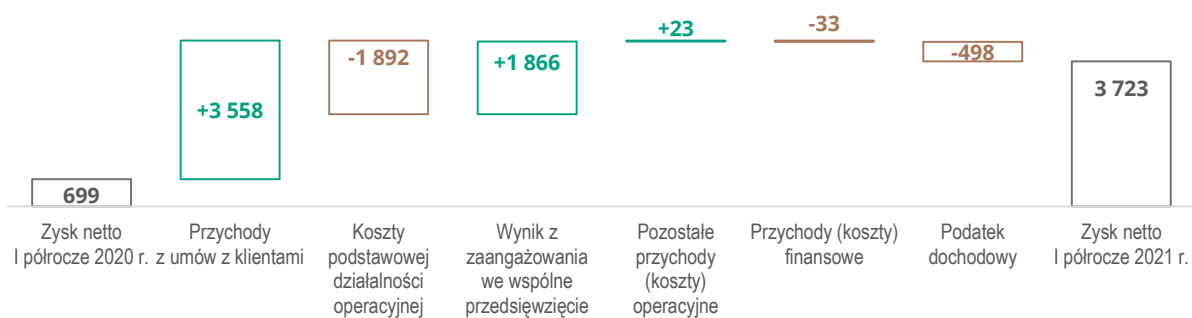 +23
-33
-1 892
+1 866
-498
3 723
+3 558
699
Zysk netto
I półrocze 2020 r.
Przychody
z umów z klientami
Koszty
podstawowej
działalności
operacyjnej
Wynik z
zaangażowania
we wspólne
przedsięwzięcie
Pozostałe
przychody
(koszty)
operacyjne
Przychody (koszty)
finansowe
Podatek
dochodowy
Zysk netto
I półrocze 2021 r.